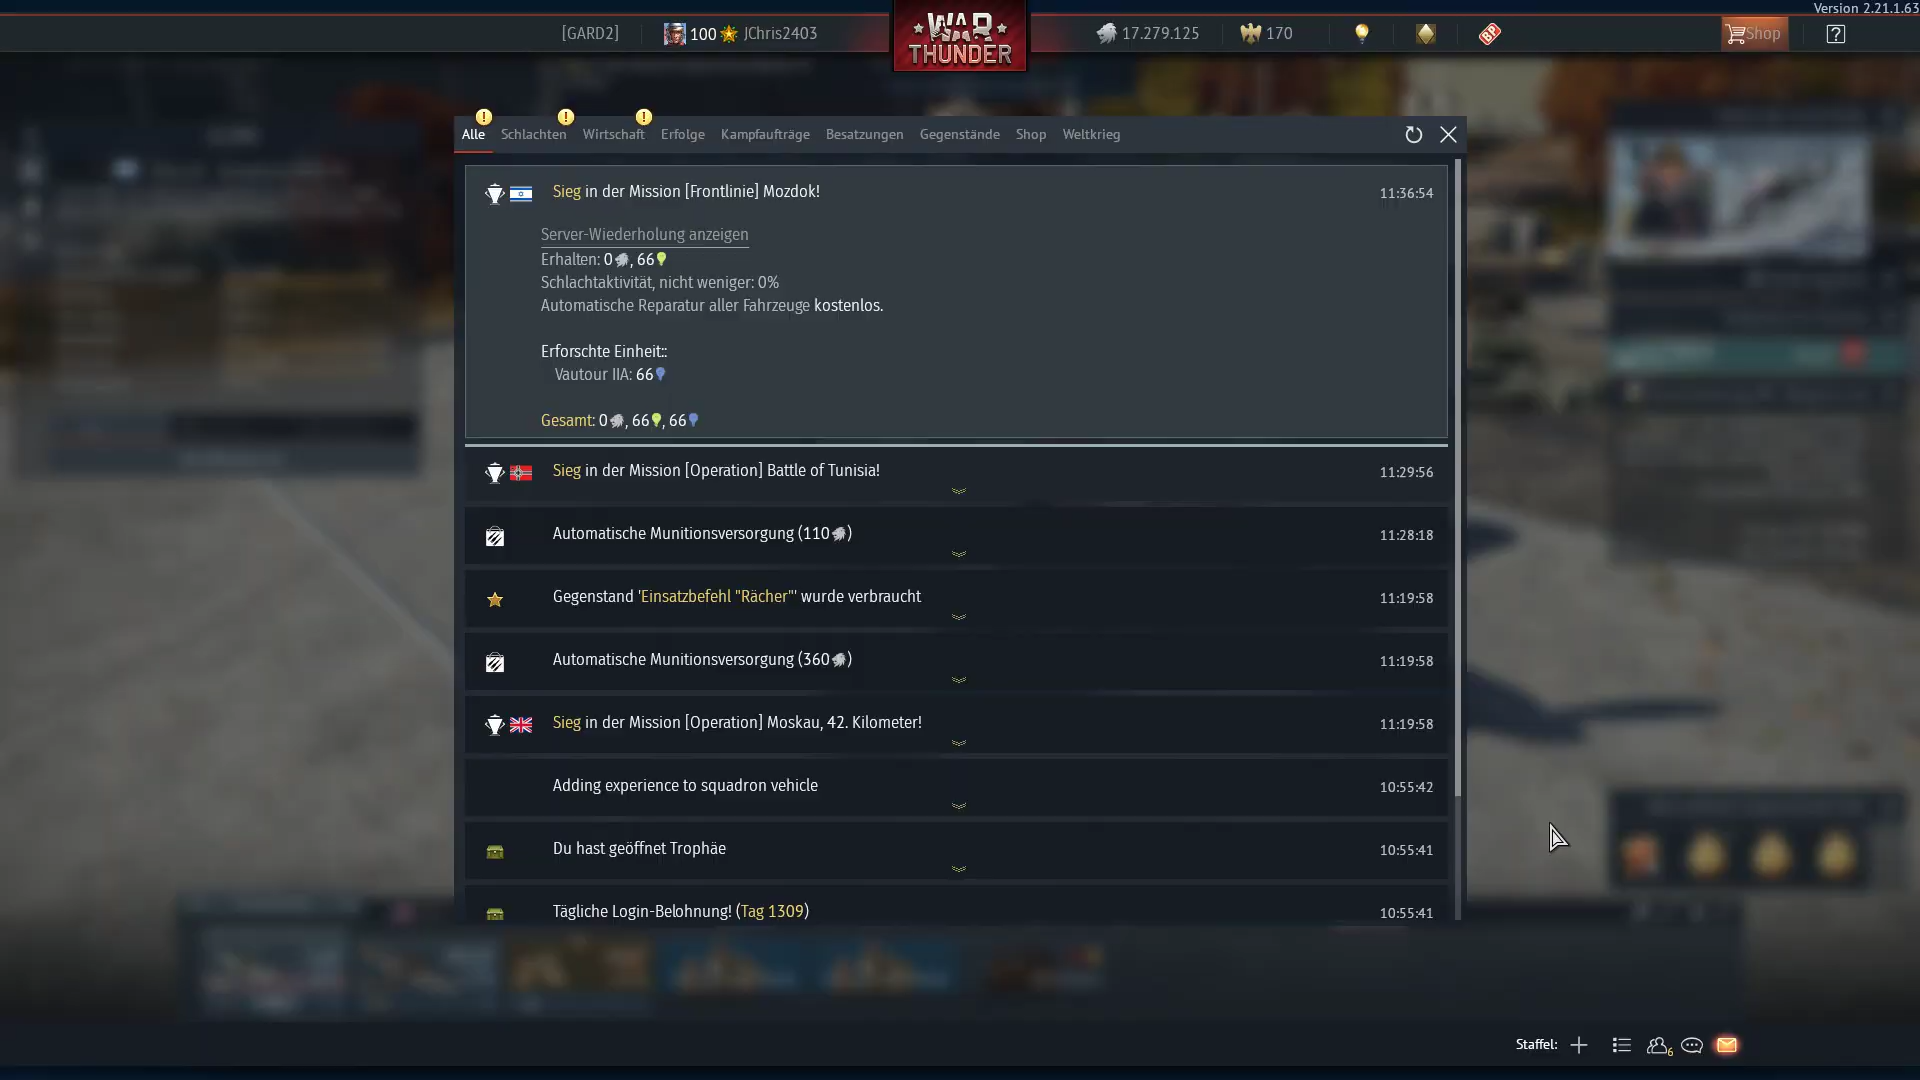 Version 2.21.1.63
[GARD2]
100 JChris2403
WAR THUNDER
17.279.125
170
BP
Shop
?
Alle Schlachten Wirtschaft Erfolge Kampfaufträge Besatzungen Gegenstände Shop Weltkrieg
Sieg in der Mission [Frontlinie] Mozdok! 11:36:54
Server-Wiederholung anzeigen
Erhalten: 0, 66
Schlachtaktivität, nicht weniger: 0%
Automatische Reparatur aller Fahrzeuge kostenlos.
Erforschte Einheit::
Vautour IIA: 66
Gesamt: 0, 66, 66
Sieg in der Mission [Operation] Battle of Tunisia! 11:29:56
Automatische Munitionsversorgung (110) 11:28:18
Gegenstand 'Einsatzbefehl "Rächer"' wurde verbraucht 11:19:58
Automatische Munitionsversorgung (360) 11:19:58
Sieg in der Mission [Operation] Moskau, 42. Kilometer! 11:19:58
Adding experience to squadron vehicle 10:55:42
Du hast geöffnet Trophäe 10:55:41
Tägliche Login-Belohnung! (Tag 1309) 10:55:41
Staffel: 6